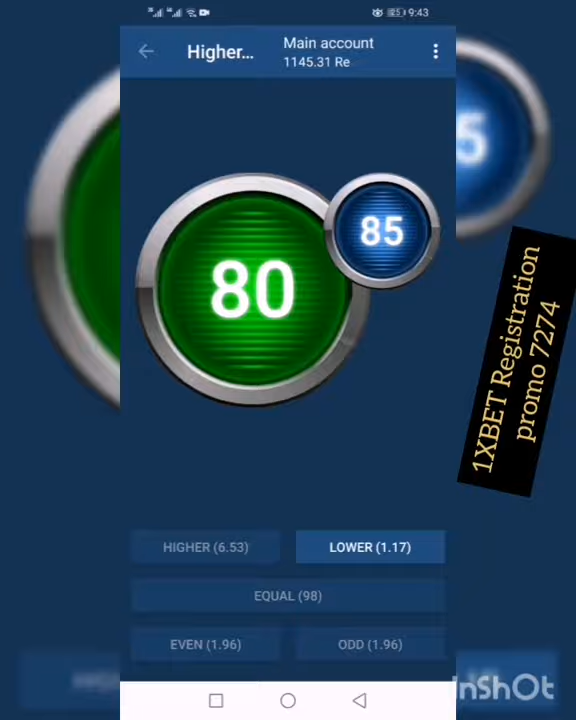 9:43
Higher... Main account
1145.31 Re
80
85
5
1XBET Registration
promo 7274
HIGHER (6.53) LOWER (1.17)
EQUAL (98)
EVEN (1.96) ODD (1.96)
InShOt